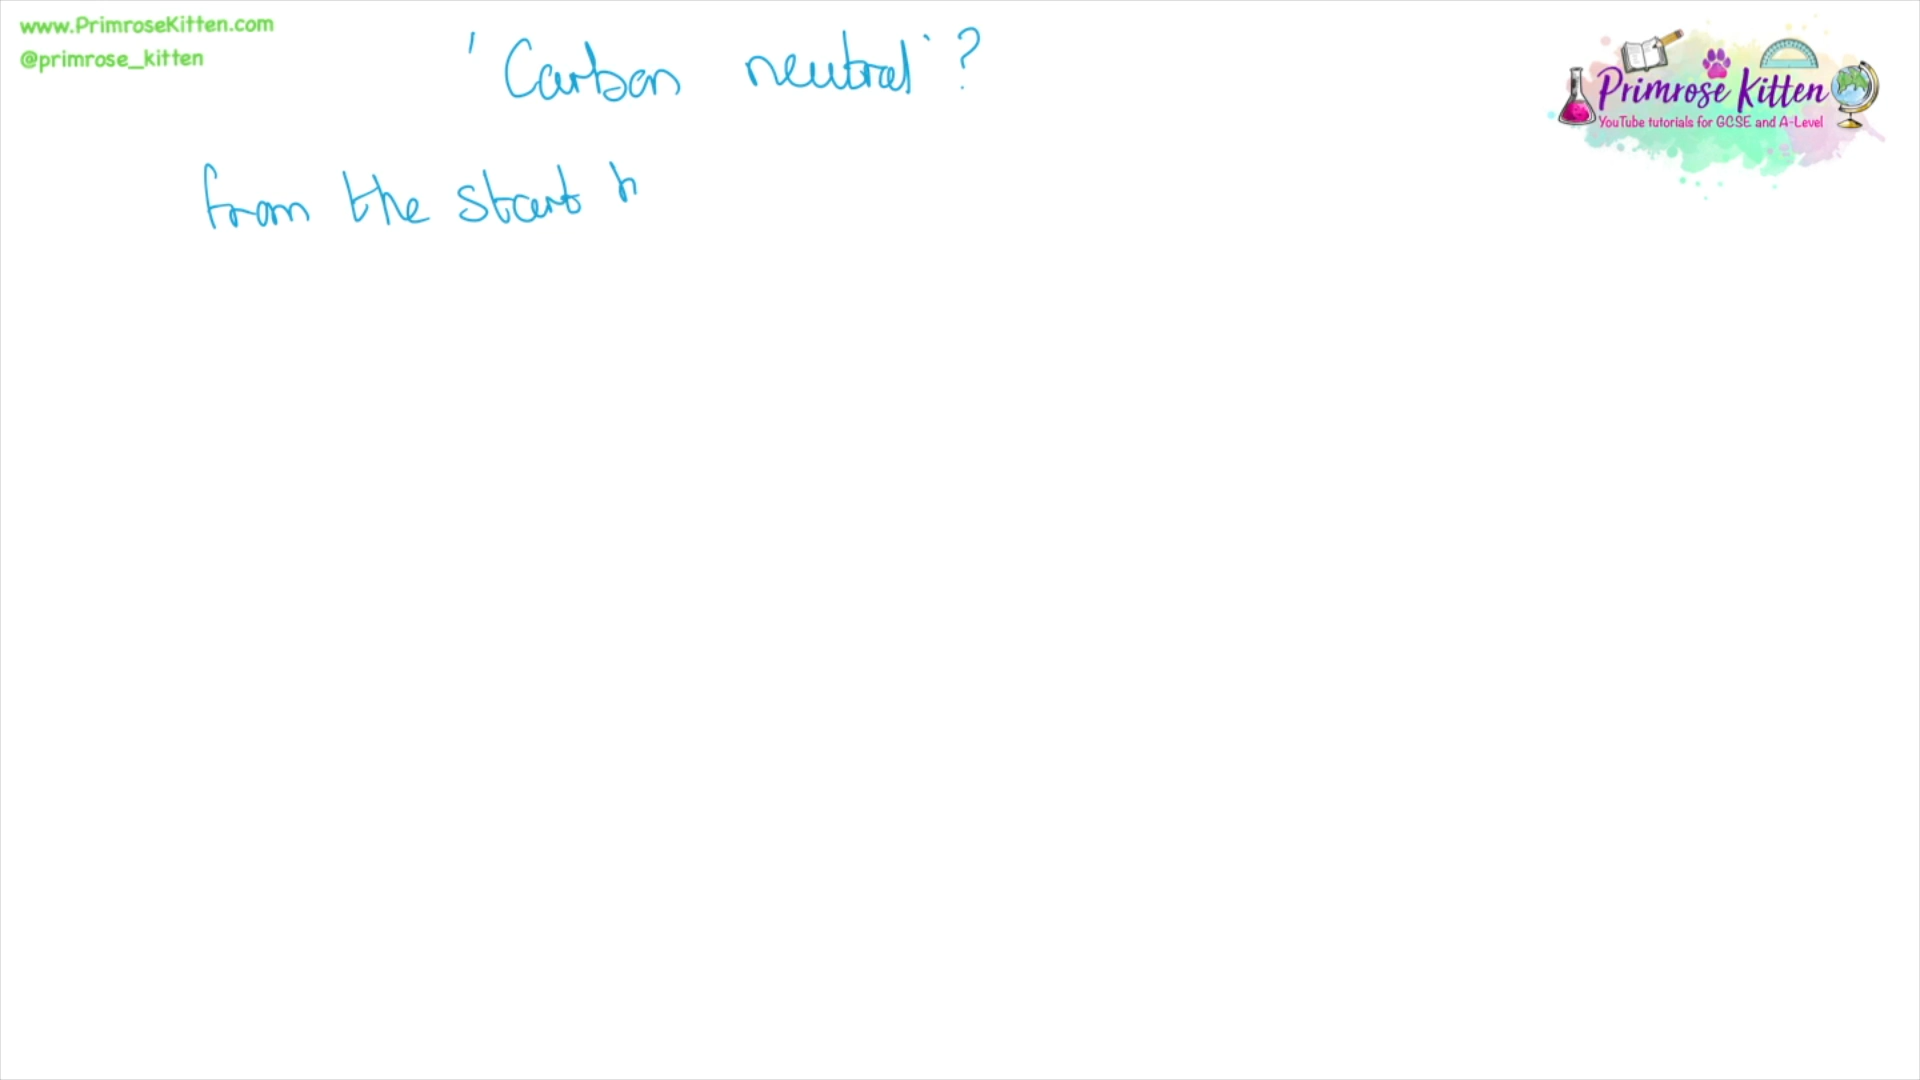 www.PrimroseKitten.com
@primrose_kitten
'Carbon neutral'?
Primrose Kitten
YouTube tutorials for GCSE and A-Level
from the start